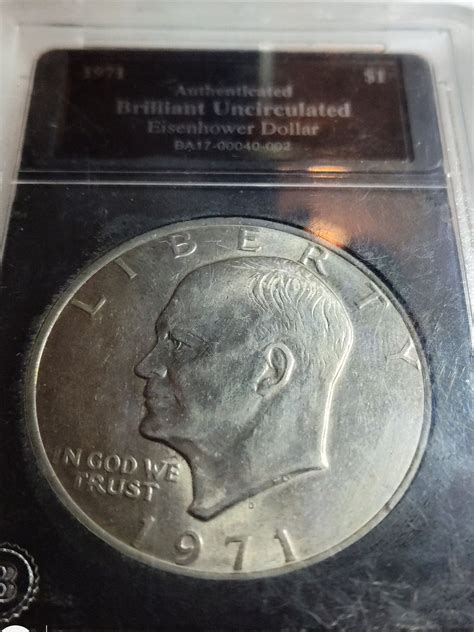 1971 $1
Authenticated
Brilliant Uncirculated
Eisenhower Dollar
BA17-00040-002
LIBERTY
IN GOD WE
TRUST
1971